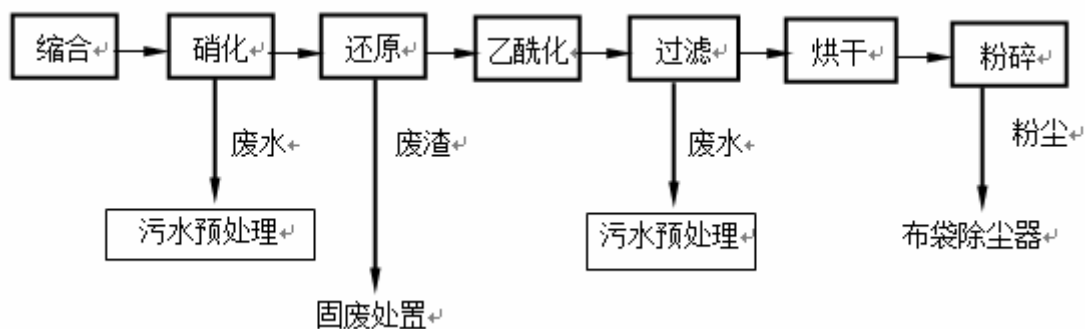 缩合 硝化 还原 乙酰化 过滤 烘干 粉碎
废水 废渣 废水 粉尘
污水预处理 污水预处理 布袋除尘器
固废处置